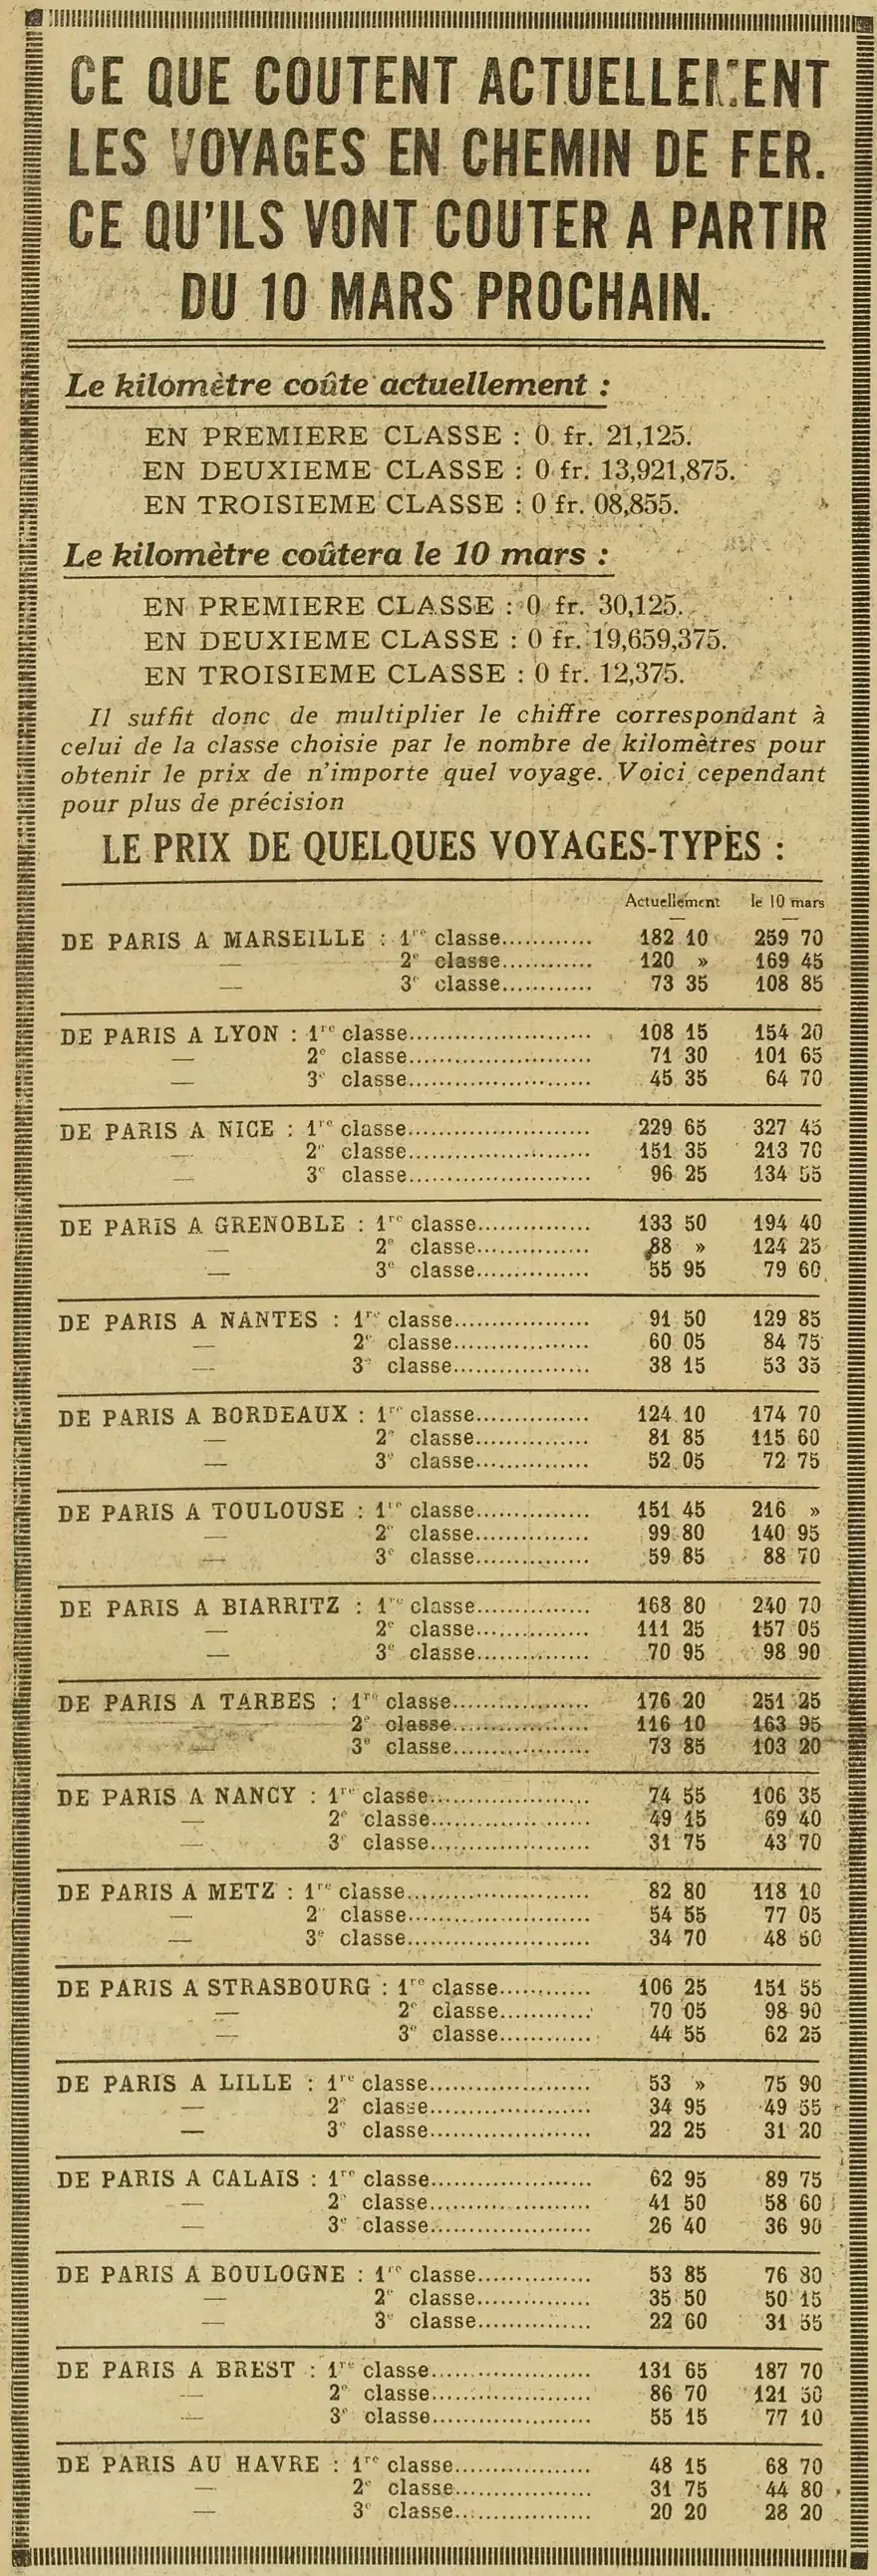 CE QUE COUTENT ACTUELLEMENT
LES VOYAGES EN CHEMIN DE FER.
CE QU'ILS VONT COUTER A PARTIR
DU 10 MARS PROCHAIN.
Le kilomètre coûte actuellement :
EN PREMIERE CLASSE : 0 fr. 21,125.
EN DEUXIEME CLASSE : 0 fr. 13,921,875.
EN TROISIEME CLASSE : 0 fr. 08,855.
Le kilomètre coûtera le 10 mars :
EN PREMIERE CLASSE : 0 fr. 30,125.
EN DEUXIEME CLASSE : 0 fr. 19,659,375.
EN TROISIEME CLASSE : 0 fr. 12,375.
Il suffit donc de multiplier le chiffre correspondant à
celui de la classe choisie par le nombre de kilomètres pour
obtenir le prix de n'importe quel voyage. Voici cependant
pour plus de précision
LE PRIX DE QUELQUES VOYAGES-TYPES :
Actuellement le 10 mars
DE PARIS A MARSEILLE : 1re classe............ 182 10 259 70
— 2e classe............ 120 » 169 45
— 3e classe............ 73 35 108 85
DE PARIS A LYON : 1re classe........................ 108 15 154 20
— 2e classe........................ 71 30 101 65
— 3e classe........................ 45 35 64 70
DE PARIS A NICE : 1re classe........................ 229 65 327 45
— 2e classe........................ 151 35 213 70
— 3e classe........................ 96 25 134 55
DE PARIS A GRENOBLE : 1re classe............... 133 50 194 40
— 2e classe............... 88 » 124 25
— 3e classe............... 55 95 79 60
DE PARIS A NANTES : 1re classe.................. 91 50 129 85
— 2e classe.................. 60 05 84 75
— 3e classe.................. 38 15 53 35
DE PARIS A BORDEAUX : 1re classe............... 124 10 174 70
— 2e classe............... 81 85 115 60
— 3e classe............... 52 05 72 75
DE PARIS A TOULOUSE : 1re classe............... 151 45 216 »
— 2e classe............... 99 80 140 95
— 3e classe............... 59 85 88 70
DE PARIS A BIARRITZ : 1re classe............... 168 80 240 70
— 2e classe............... 111 25 157 05
— 3e classe............... 70 95 98 90
DE PARIS A TARBES : 1re classe.................. 176 20 251 25
— 2e classe.................. 116 10 163 95
— 3e classe.................. 73 85 103 20
DE PARIS A NANCY : 1re classe..................... 74 55 106 35
— 2e classe..................... 49 15 69 40
— 3e classe..................... 31 75 43 70
DE PARIS A METZ : 1re classe........................ 82 80 118 10
— 2e classe........................ 54 55 77 05
— 3e classe........................ 34 70 48 50
DE PARIS A STRASBOURG : 1re classe............ 106 25 151 55
— 2e classe............ 70 05 98 90
— 3e classe............ 44 55 62 25
DE PARIS A LILLE : 1re classe..................... 53 » 75 90
— 2e classe..................... 34 95 49 55
— 3e classe..................... 22 25 31 20
DE PARIS A CALAIS : 1re classe..................... 62 95 89 75
— 2e classe..................... 41 50 58 60
— 3e classe..................... 26 40 36 90
DE PARIS A BOULOGNE : 1re classe............... 53 85 76 80
— 2e classe............... 35 50 50 15
— 3e classe............... 22 60 31 55
DE PARIS A BREST : 1re classe..................... 131 65 187 70
— 2e classe..................... 86 70 121 50
— 3e classe..................... 55 15 77 10
DE PARIS AU HAVRE : 1re classe.................. 48 15 68 70
— 2e classe.................. 31 75 44 80
— 3e classe.................. 20 20 28 20